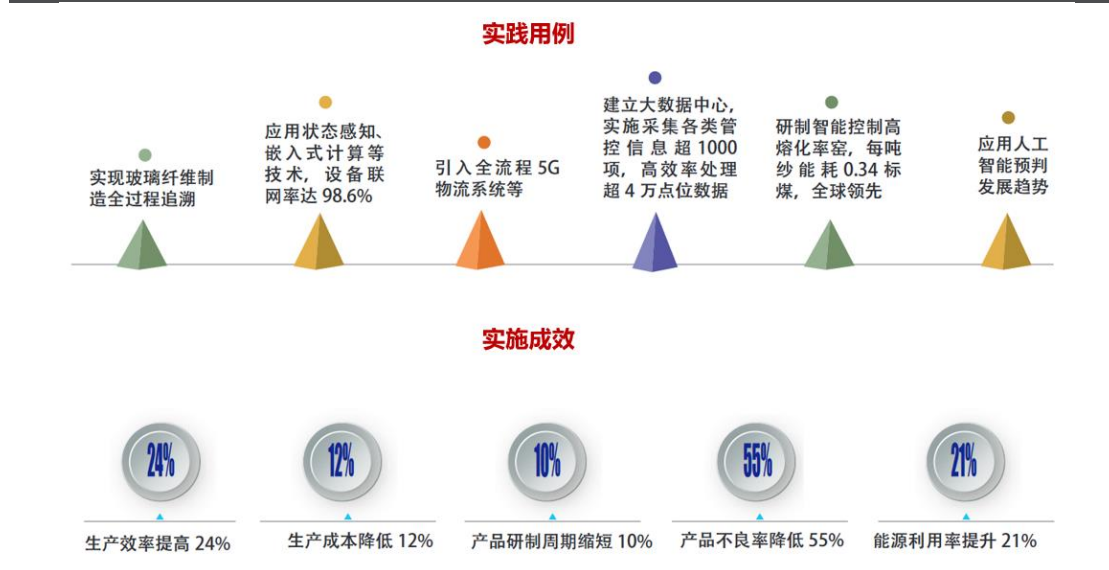 实践用例
实现玻璃纤维制
造全过程追溯
应用状态感知、
嵌入式计算等
技术，设备联
网率达 98.6%
引入全流程 5G
物流系统等
建立大数据中心，
实施采集各类管
控信息超 1000
项，高效率处理
超 4 万点位数据
研制智能控制高
熔化率窑，每吨
纱能耗 0.34 标
煤，全球领先
应用人工
智能预判
发展趋势
实施成效
24%
12%
10%
55%
21%
生产效率提高 24%
生产成本降低 12%
产品研制周期缩短 10%
产品不良率降低 55%
能源利用率提升 21%